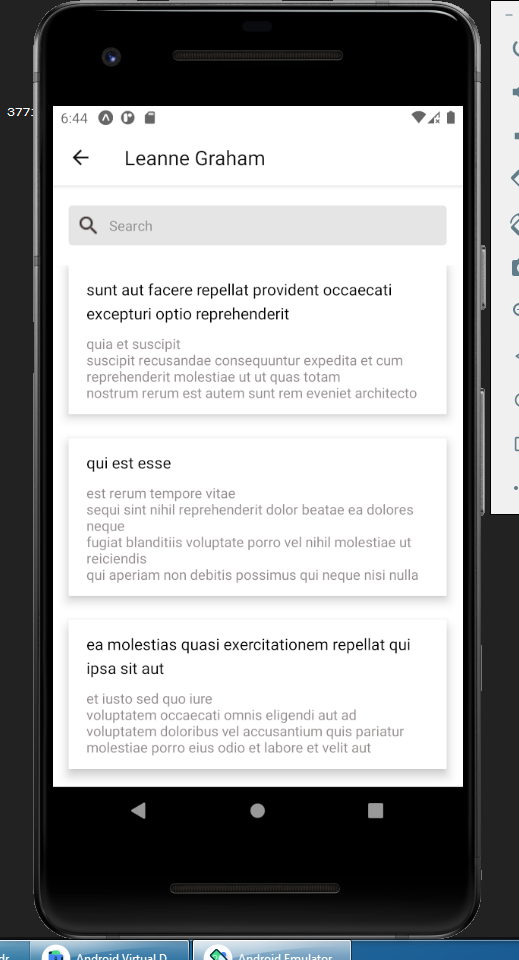 377
6:44
Leanne Graham
Search
sunt aut facere repellat provident occaecati
excepturi optio reprehenderit
quia et suscipit
suscipit recusandae consequuntur expedita et cum
reprehenderit molestiae ut ut quas totam
nostrum rerum est autem sunt rem eveniet architecto
qui est esse
est rerum tempore vitae
sequi sint nihil reprehenderit dolor beatae ea dolores
neque
fugiat blanditiis voluptate porro vel nihil molestiae ut
reiciendis
qui aperiam non debitis possimus qui neque nisi nulla
ea molestias quasi exercitationem repellat qui
ipsa sit aut
et iusto sed quo iure
voluptatem occaecati omnis eligendi aut ad
voluptatem doloribus vel accusantium quis pariatur
molestiae porro eius odio et labore et velit aut
dr Android Virtual D Android Emulator